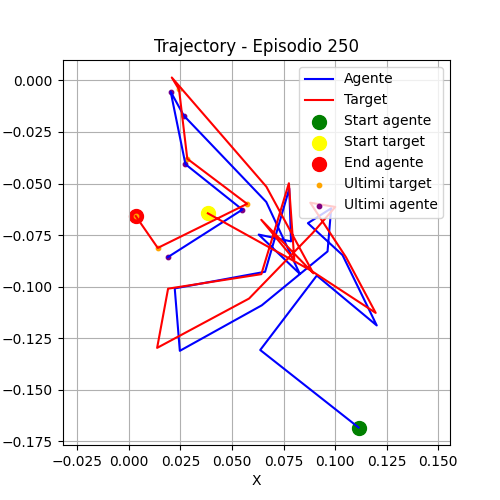 Trajectory - Episodio 250
Agente
Target
Start agente
Start target
End agente
Ultimi target
Ultimi agente
0.000
−0.025
−0.050
−0.075
−0.100
−0.125
−0.150
−0.175
−0.025 0.000 0.025 0.050 0.075 0.100 0.125 0.150
X